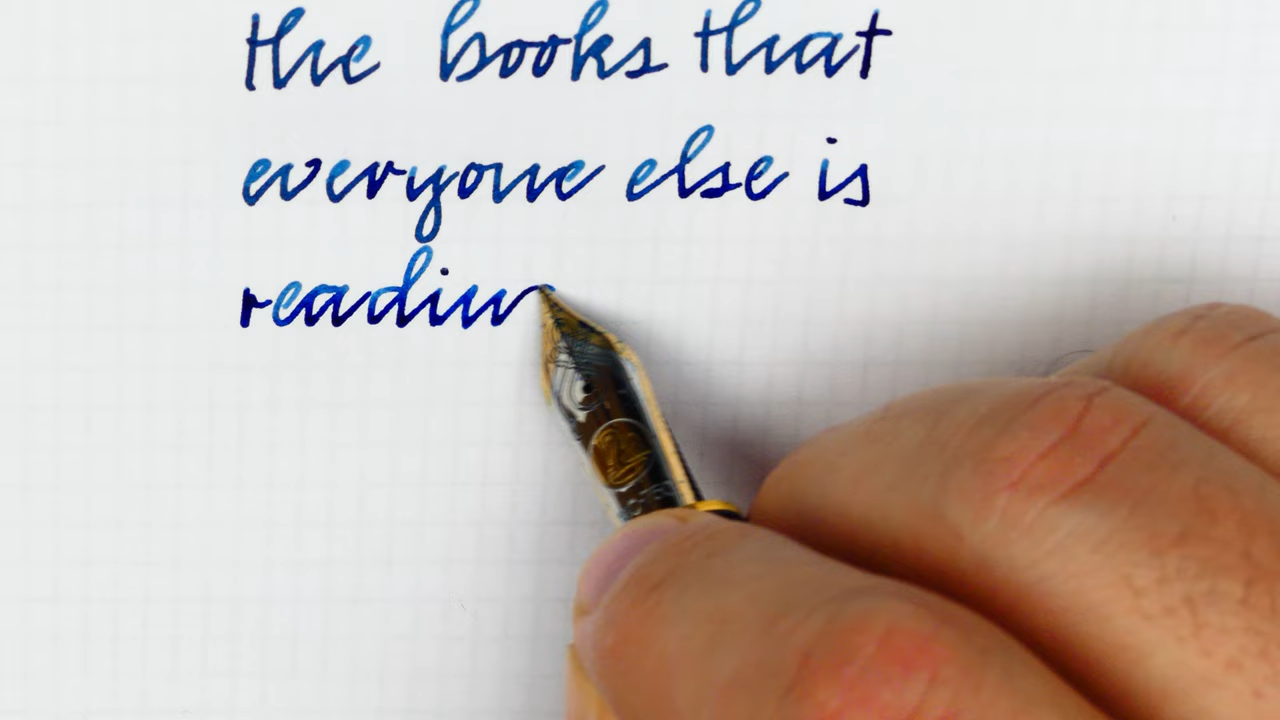 the books that
everyone else is
readin